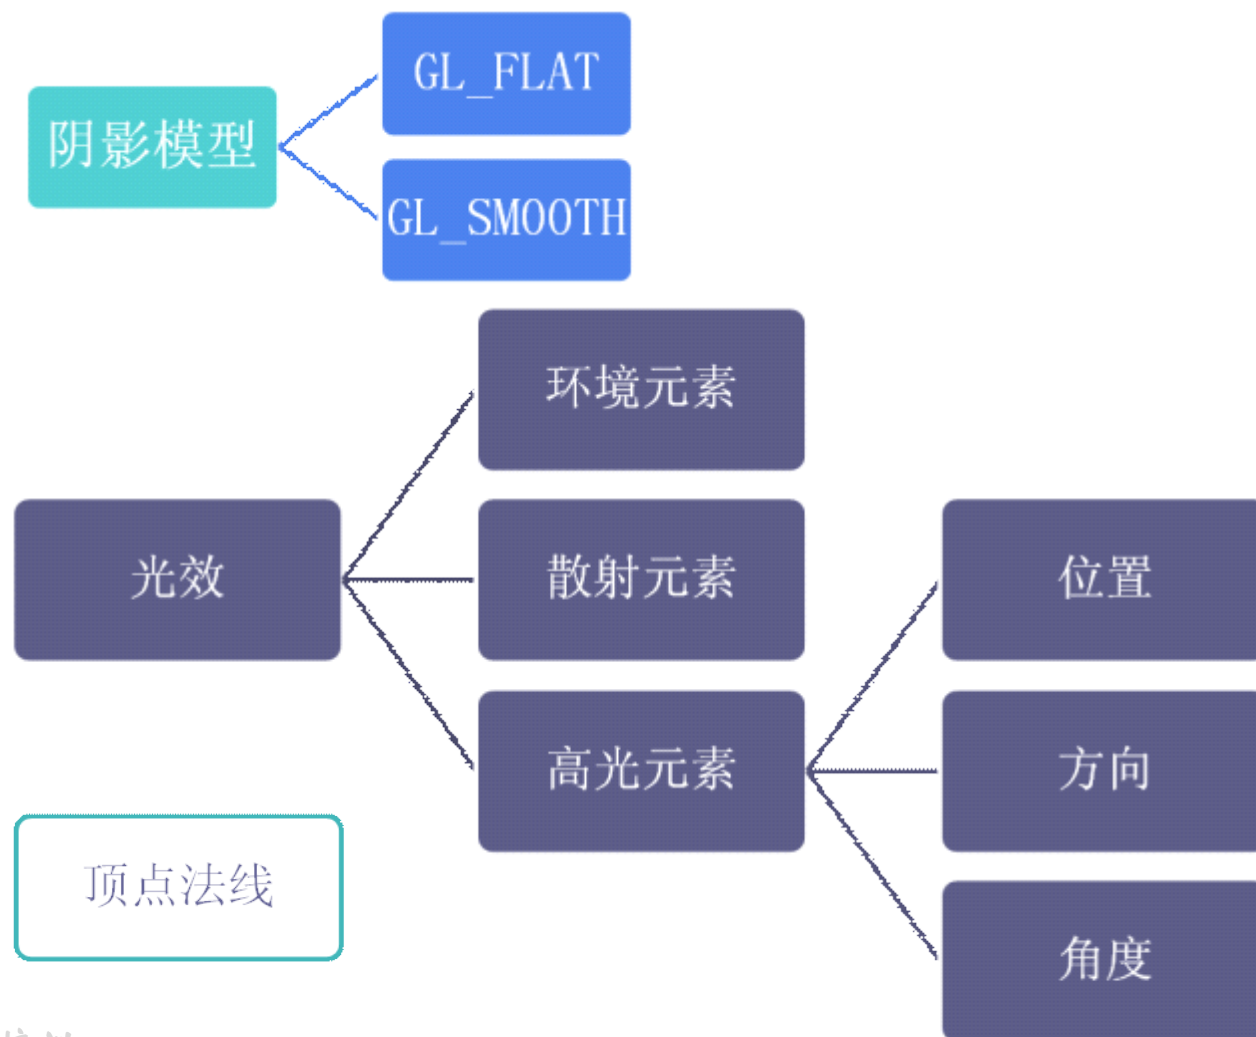 GL_FLAT
阴影模型
GL_SMOOTH
环境元素
光效
散射元素
位置
高光元素
方向
顶点法线
角度